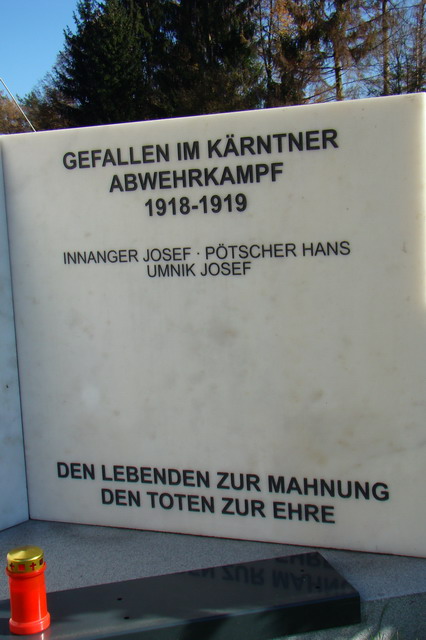 GEFALLEN IM KÄRNTNER
ABWEHRKAMPF
1918-1919
INNANGER JOSEF · PÖTSCHER HANS
UMNIK JOSEF
DEN LEBENDEN ZUR MAHNUNG
DEN TOTEN ZUR EHRE